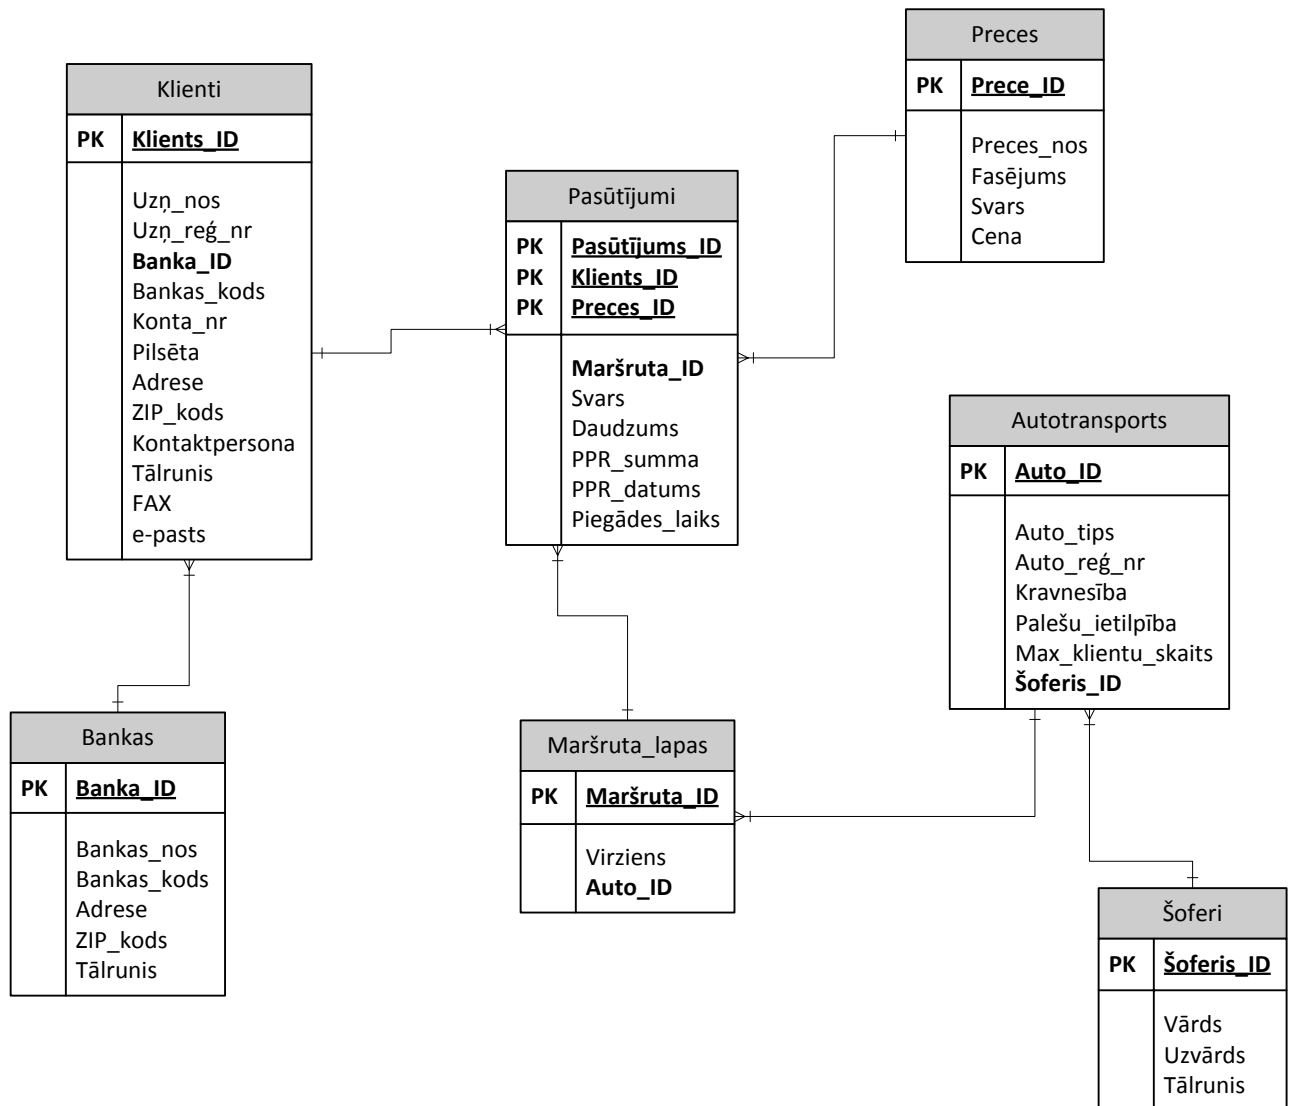 Preces
PK Prece_ID
Preces_nos
Fasējums
Svars
Cena
Klienti
PK Klients_ID
Uzņ_nos
Uzņ_reģ_nr
Banka_ID
Bankas_kods
Konta_nr
Pilsēta
Adrese
ZIP_kods
Kontaktpersona
Tālrunis
FAX
e-pasts
Pasūtījumi
PK Pasūtījums_ID
PK Klients_ID
PK Preces_ID
Maršruta_ID
Svars
Daudzums
PPR_summa
PPR_datums
Piegādes_laiks
Autotransports
PK Auto_ID
Auto_tips
Auto_reģ_nr
Kravnesība
Palešu_ietilpība
Max_klientu_skaits
Šoferis_ID
Bankas
PK Banka_ID
Bankas_nos
Bankas_kods
Adrese
ZIP_kods
Tālrunis
Maršruta_lapas
PK Maršruta_ID
Virziens
Auto_ID
Šoferi
PK Šoferis_ID
Vārds
Uzvārds
Tālrunis